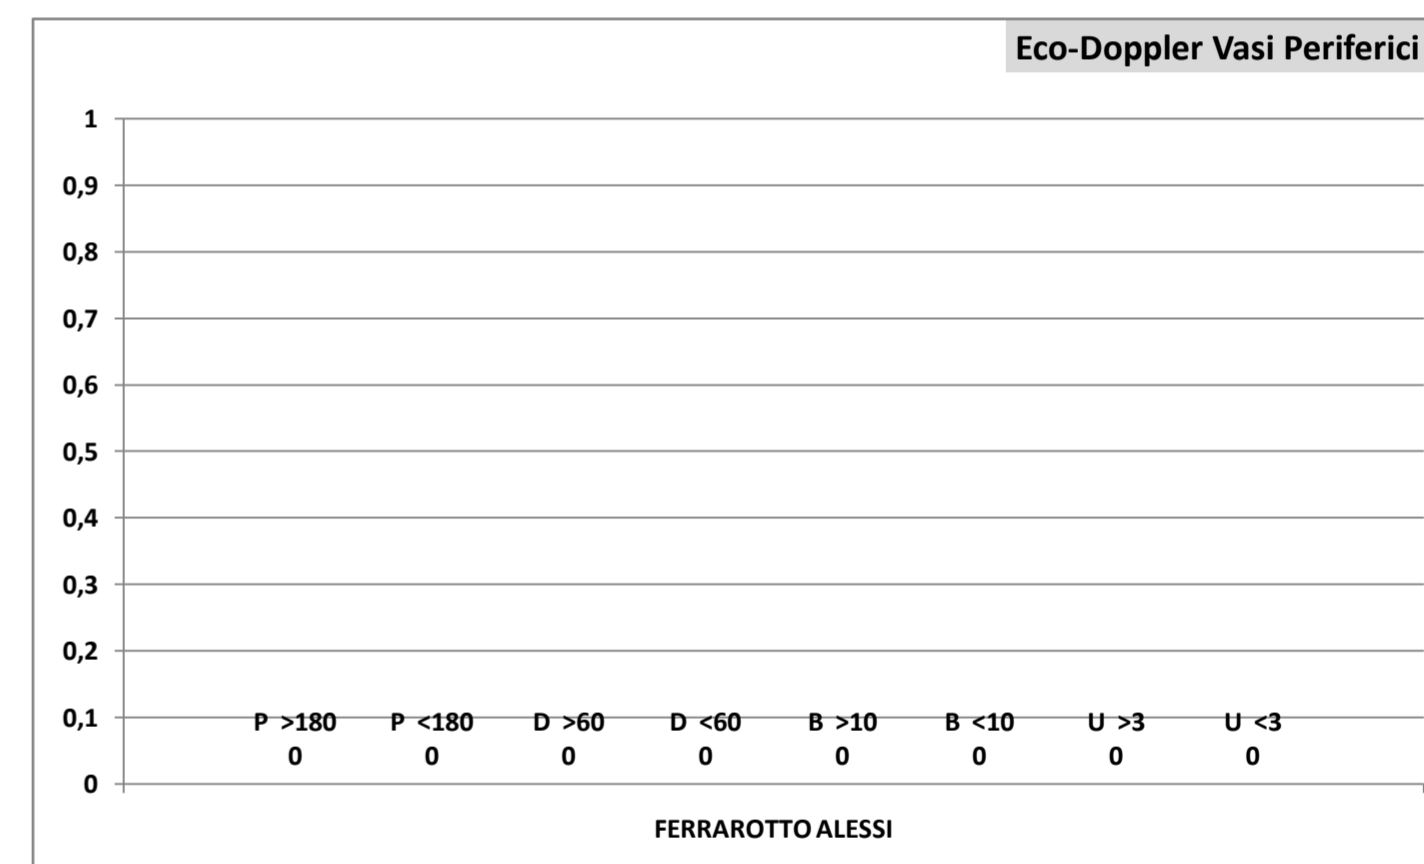 Eco-Doppler Vasi Periferici
1
0,9
0,8
0,7
0,6
0,5
0,4
0,3
0,2
0,1
0
P >180 P <180 D >60 D <60 B >10 B <10 U >3 U <3
0 0 0 0 0 0 0 0
FERRAROTTO ALESSI